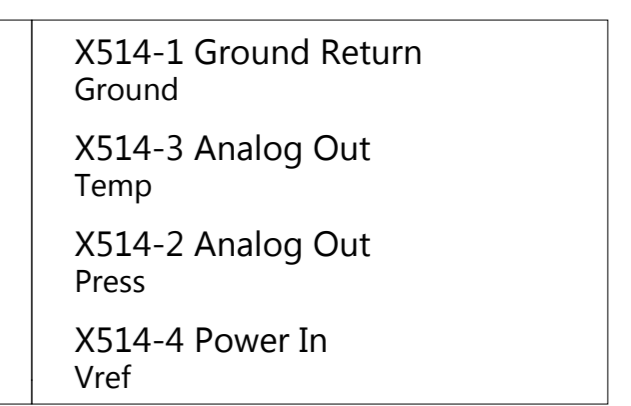 X514-1 Ground Return
Ground
X514-3 Analog Out
Temp
X514-2 Analog Out
Press
X514-4 Power In
Vref